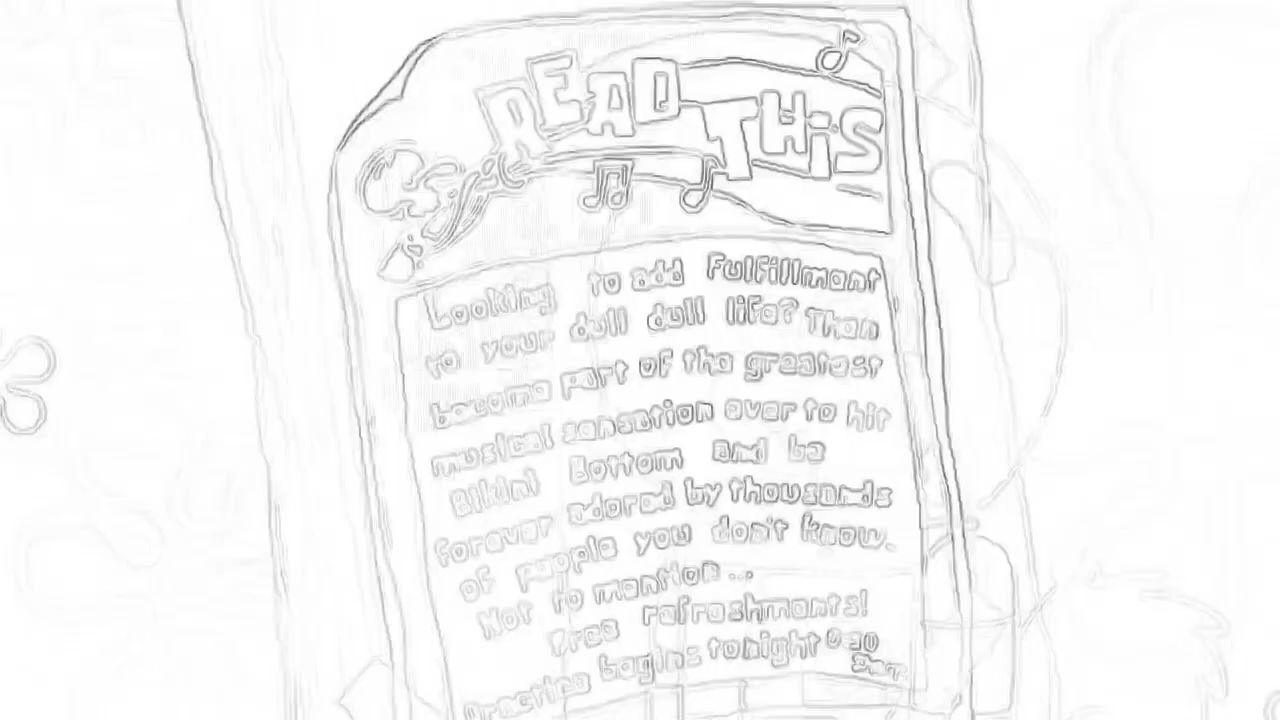 READ THIS
Looking to add Fulfillment
to your dull dull life? Then
become part of the greatest
musical sensation ever to hit
Bikini Bottom and be
forever adored by thousands
of people you don't know.
Not to mention...
Free refreshments!
Practice begins tonight